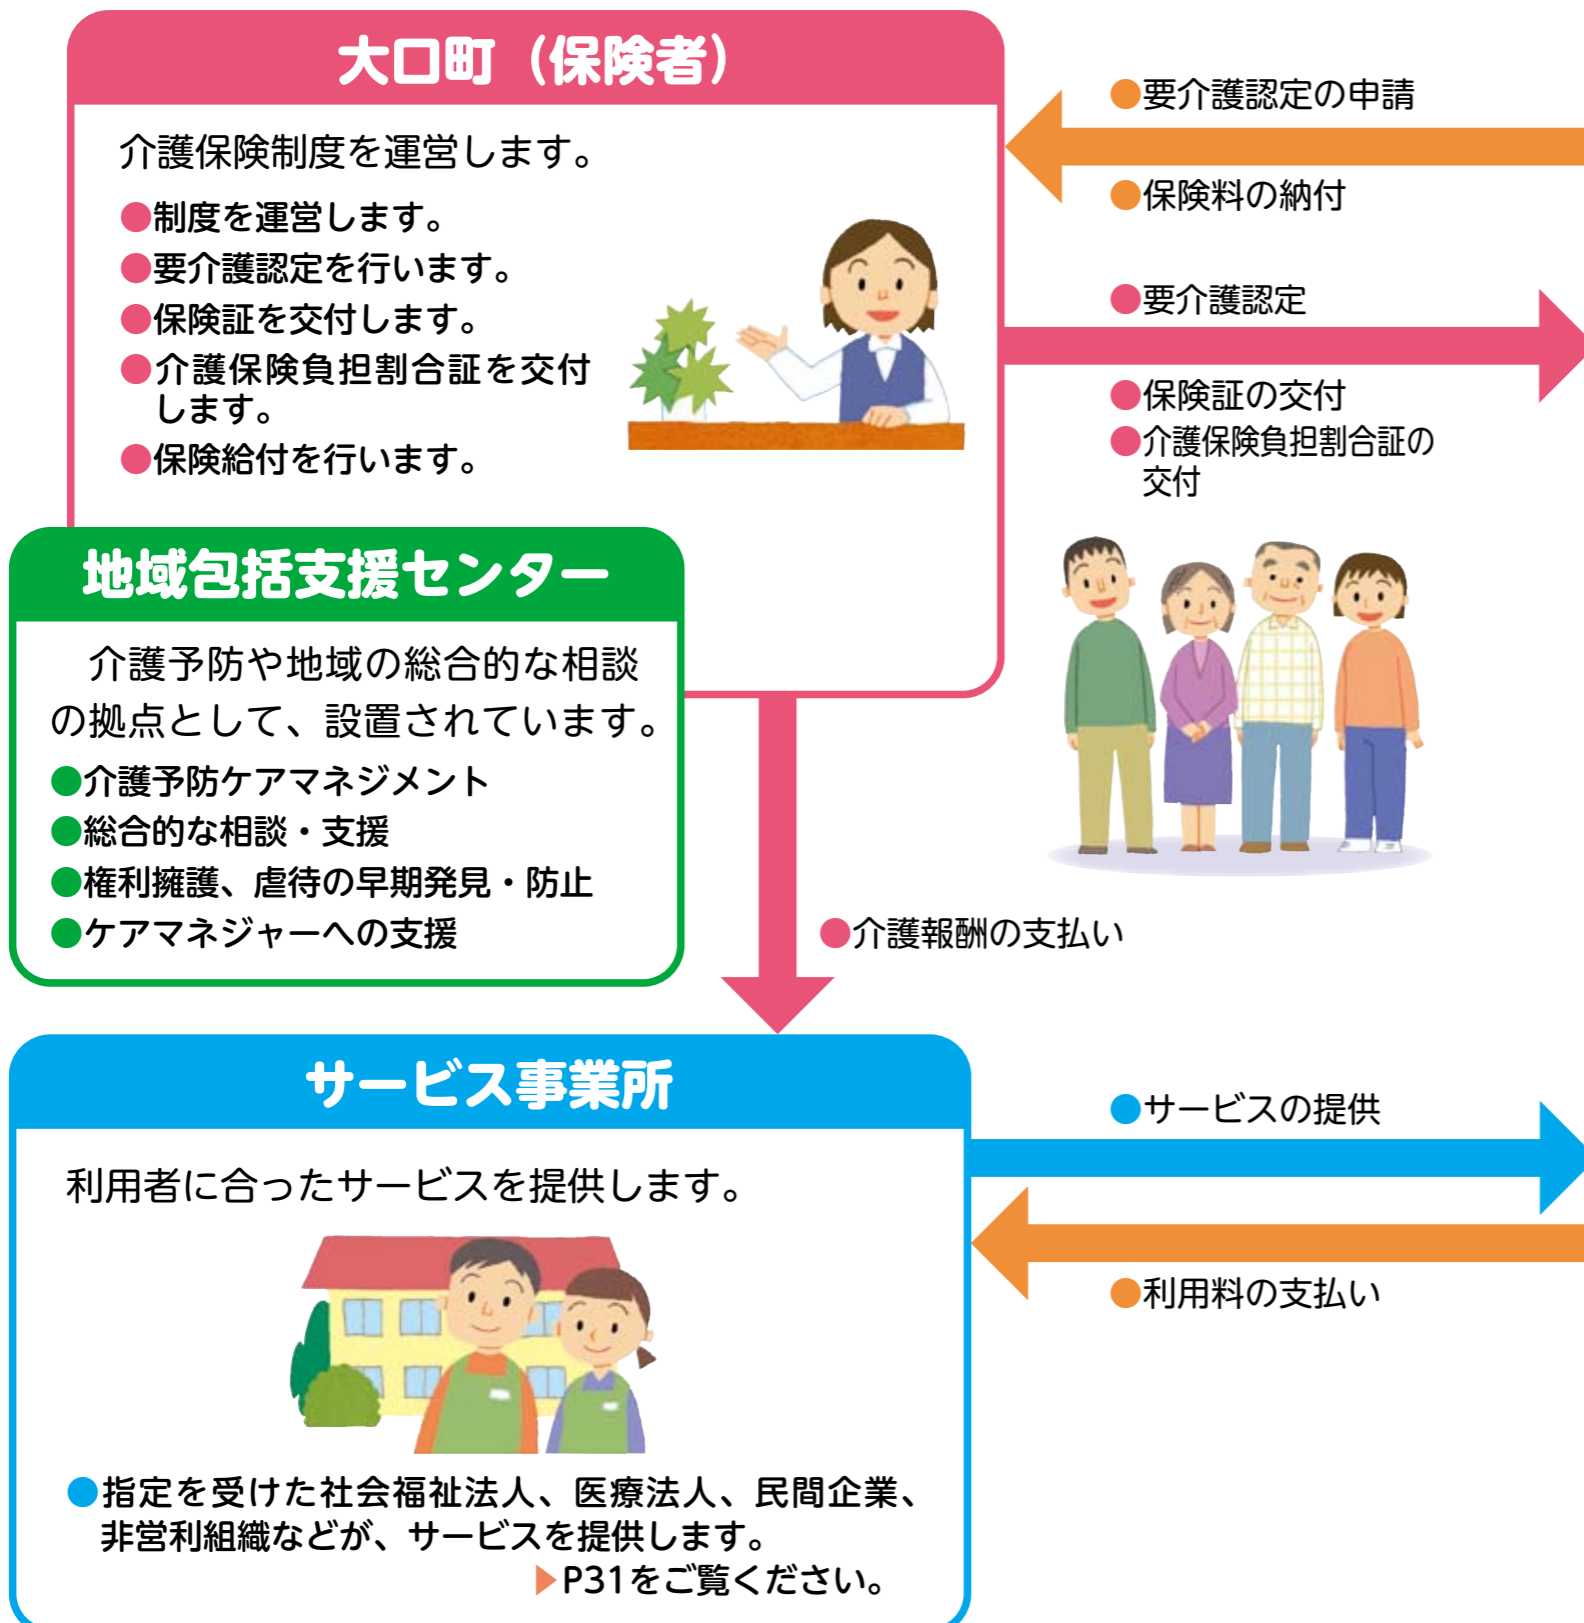 大口町（保険者）
介護保険制度を運営します。
●制度を運営します。
●要介護認定を行います。
●保険証を交付します。
●介護保険負担割合証を交付
します。
●保険給付を行います。
●要介護認定の申請
●保険料の納付
●要介護認定
●保険証の交付
●介護保険負担割合証の
交付
地域包括支援センター
介護予防や地域の総合的な相談
の拠点として、設置されています。
●介護予防ケアマネジメント
●総合的な相談・支援
●権利擁護、虐待の早期発見・防止
●ケアマネジャーへの支援
●介護報酬の支払い
サービス事業所
利用者に合ったサービスを提供します。
●指定を受けた社会福祉法人、医療法人、民間企業、
非営利組織などが、サービスを提供します。
▶P31をご覧ください。
●サービスの提供
●利用料の支払い